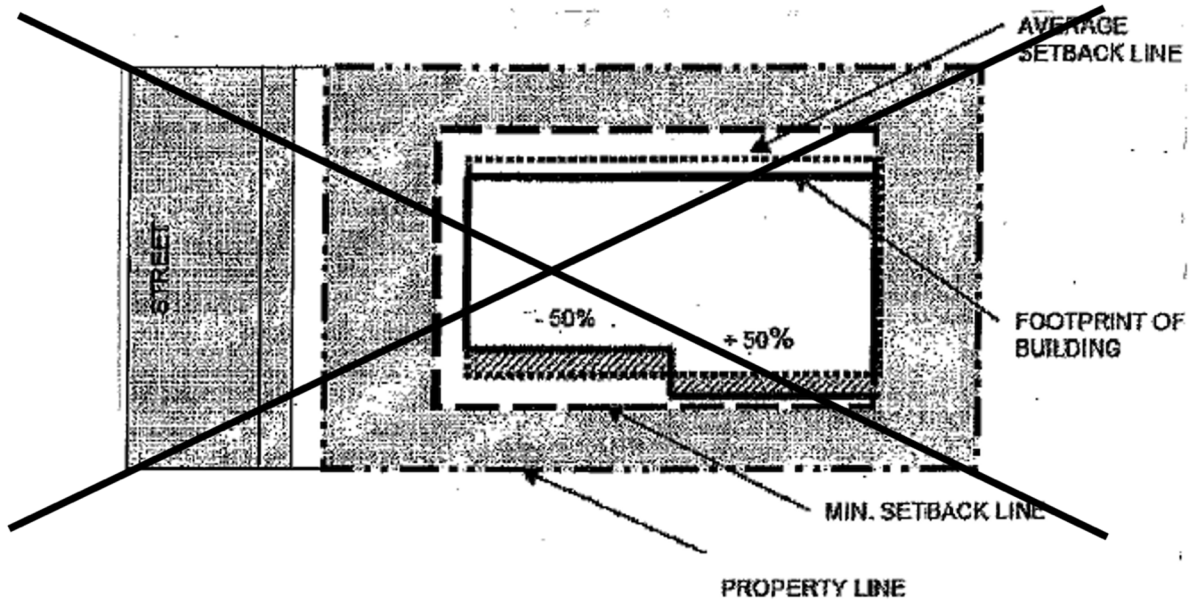 AVERAGE
SETBACK LINE
STREET
- 50%
+ 50%
FOOTPRINT OF
BUILDING
MIN. SETBACK LINE
PROPERTY LINE